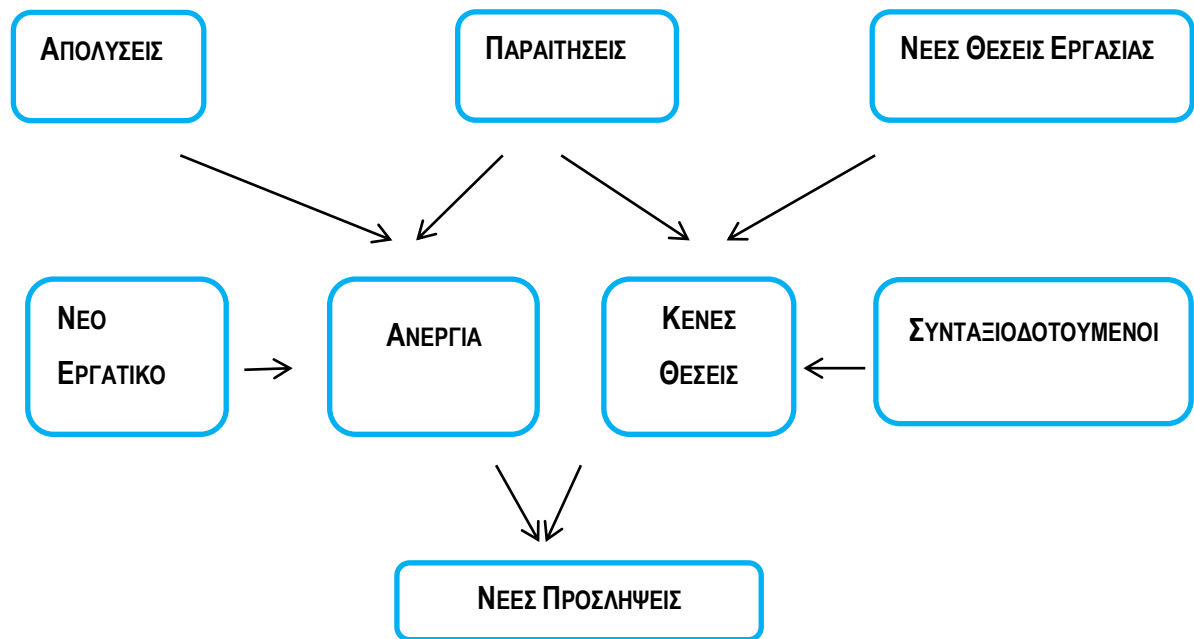 ΑΠΟΛΥΣΕΙΣ
ΠΑΡΑΙΤΗΣΕΙΣ
ΝΕΕΣ ΘΕΣΕΙΣ ΕΡΓΑΣΙΑΣ
ΝΕΟ
ΕΡΓΑΤΙΚΟ
ΑΝΕΡΓΙΑ
ΚΕΝΕΣ
ΘΕΣΕΙΣ
ΣΥΝΤΑΞΙΟΔΟΤΟΥΜΕΝΟΙ
ΝΕΕΣ ΠΡΟΣΛΗΨΕΙΣ